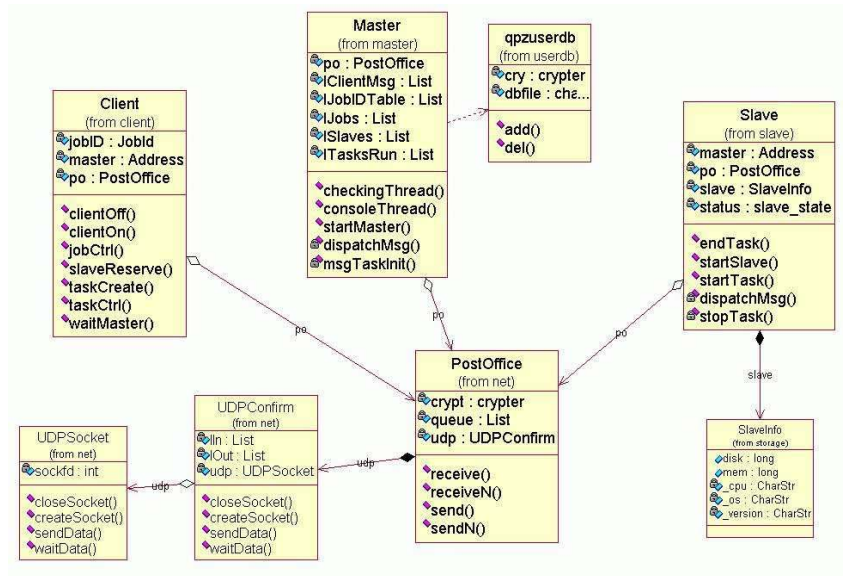 Master
(from master)
po : PostOffice
lClientMsg : List
lJobIDTable : List
lJobs : List
lSlaves : List
lTasksRun : List
checkingThread()
consoleThread()
startMaster()
dispatchMsg()
msgTaskInit()
qpzuserdb
(from userdb)
cry : crypter
dbfile : cha...
add()
del()
Client
(from client)
jobID : JobId
master : Address
po : PostOffice
clientOff()
clientOn()
jobCtrl()
slaveReserve()
taskCreate()
taskCtrl()
waitMaster()
Slave
(from slave)
master : Address
po : PostOffice
slave : SlaveInfo
status : slave_state
endTask()
startSlave()
startTask()
dispatchMsg()
stopTask()
po
po
po
slave
PostOffice
(from net)
crypt : crypter
queue : List
udp : UDPConfirm
receive()
receiveN()
send()
sendN()
udp
UDPConfirm
(from net)
lIn : List
lOut : List
udp : UDPSocket
closeSocket()
createSocket()
sendData()
waitData()
udp
UDPSocket
(from net)
sockfd : int
closeSocket()
createSocket()
sendData()
waitData()
SlaveInfo
(from storage)
disk : long
mem : long
_cpu : CharStr
_os : CharStr
_version : CharStr